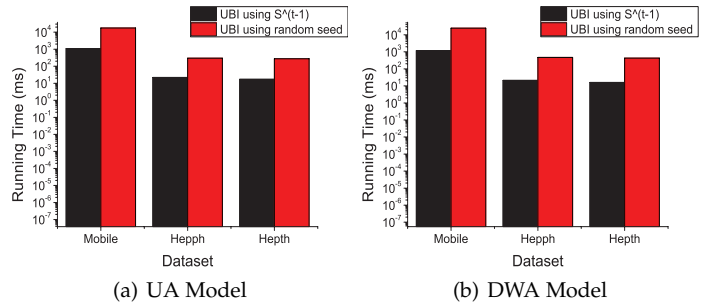 UBI using S^(t-1)
UBI using random seed
Running Time (ms)
10^4
10^3
10^2
10^1
10^0
10^-1
10^-2
10^-3
10^-4
10^-5
10^-6
10^-7
Mobile Hepph Hepth
Dataset
(a) UA Model
UBI using S^(t-1)
UBI using random seed
Running Time (ms)
10^4
10^3
10^2
10^1
10^0
10^-1
10^-2
10^-3
10^-4
10^-5
10^-6
10^-7
Mobile Hepph Hepth
Dataset
(b) DWA Model